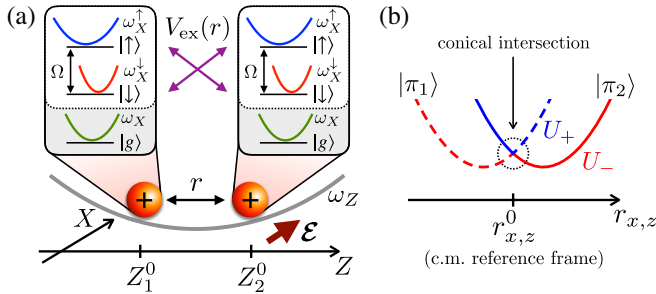 (a)
ω_X^↑
|↑⟩
Ω
ω_X^↓
|↓⟩
ω_X
|g⟩
V_ex(r)
ω_X^↑
|↑⟩
Ω
ω_X^↓
|↓⟩
ω_X
|g⟩
+
r
+
ω_Z
X
ℰ
Z_1^0
Z_2^0
Z
(b)
conical intersection
|π_1⟩
|π_2⟩
U_+
U_-
r_{x,z}^0
r_{x,z}
(c.m. reference frame)